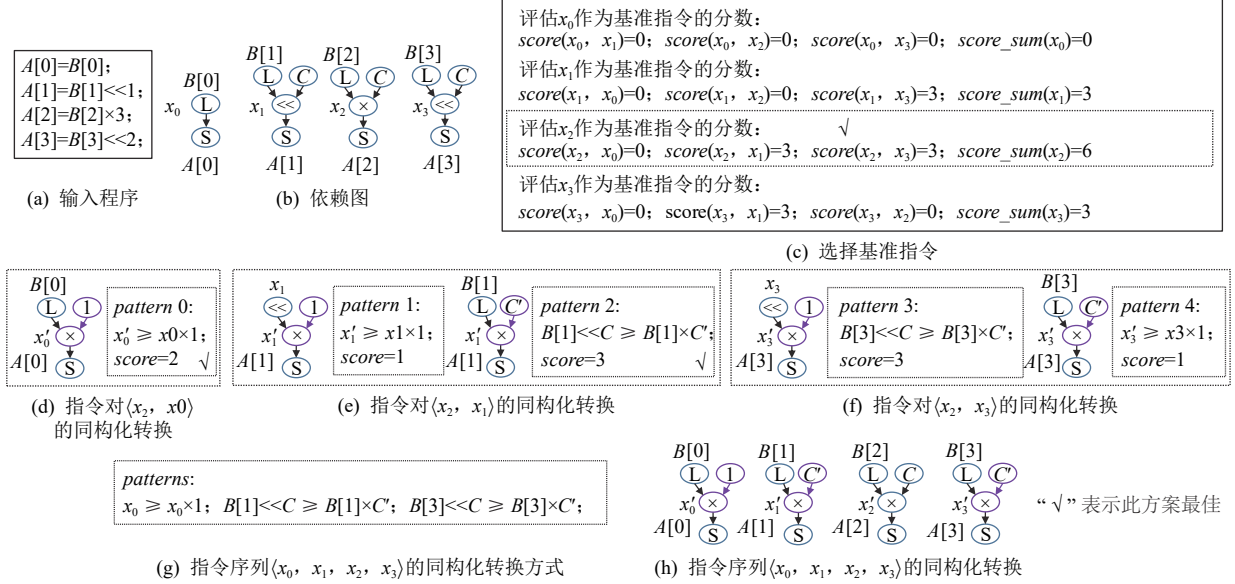 A[0]=B[0];
A[1]=B[1]<<1;
A[2]=B[2]×3;
A[3]=B[3]<<2;
(a) 输入程序
B[0]
L
x₀
S
A[0]
B[1]
L C
x₁ <<
S
A[1]
B[2]
L C
x₂ ×
S
A[2]
B[3]
L C
x₃ <<
S
A[3]
(b) 依赖图
评估x₀作为基准指令的分数：
score(x₀，x₁)=0；score(x₀，x₂)=0；score(x₀，x₃)=0；score_sum(x₀)=0
评估x₁作为基准指令的分数：
score(x₁，x₀)=0；score(x₁，x₂)=0；score(x₁，x₃)=3；score_sum(x₁)=3
评估x₂作为基准指令的分数： √
score(x₂，x₀)=0；score(x₂，x₁)=3；score(x₂，x₃)=3；score_sum(x₂)=6
评估x₃作为基准指令的分数：
score(x₃，x₀)=0；score(x₃，x₁)=3；score(x₃，x₂)=0；score_sum(x₃)=3
(c) 选择基准指令
B[0]
L 1
x₀′ ×
A[0] S
pattern 0:
x₀′ ≥ x0×1;
score=2 √
(d) 指令对⟨x₂，x0⟩
的同构化转换
x₁
<< 1
x₁′ ×
A[1] S
pattern 1:
x₁′ ≥ x1×1;
score=1
B[1]
L C′
x₁′ ×
A[1] S
pattern 2:
B[1]<<C ≥ B[1]×C′;
score=3 √
(e) 指令对⟨x₂，x₁⟩的同构化转换
x₃
<< 1
x₃′ ×
A[3] S
pattern 3:
B[3]<<C ≥ B[3]×C′;
score=3
B[3]
L C′
x₃′ ×
A[3] S
pattern 4:
x₃′ ≥ x3×1;
score=1
(f) 指令对⟨x₂，x₃⟩的同构化转换
patterns:
x₀ ≥ x₀×1；B[1]<<C ≥ B[1]×C′；B[3]<<C ≥ B[3]×C′；
(g) 指令序列⟨x₀，x₁，x₂，x₃⟩的同构化转换方式
B[0]
L 1
x₀′ ×
A[0] S
B[1]
L C′
x₁′ ×
A[1] S
B[2]
L C
x₂′ ×
A[2] S
B[3]
L C′
x₃′ ×
A[3] S
“√”表示此方案最佳
(h) 指令序列⟨x₀，x₁，x₂，x₃⟩的同构化转换